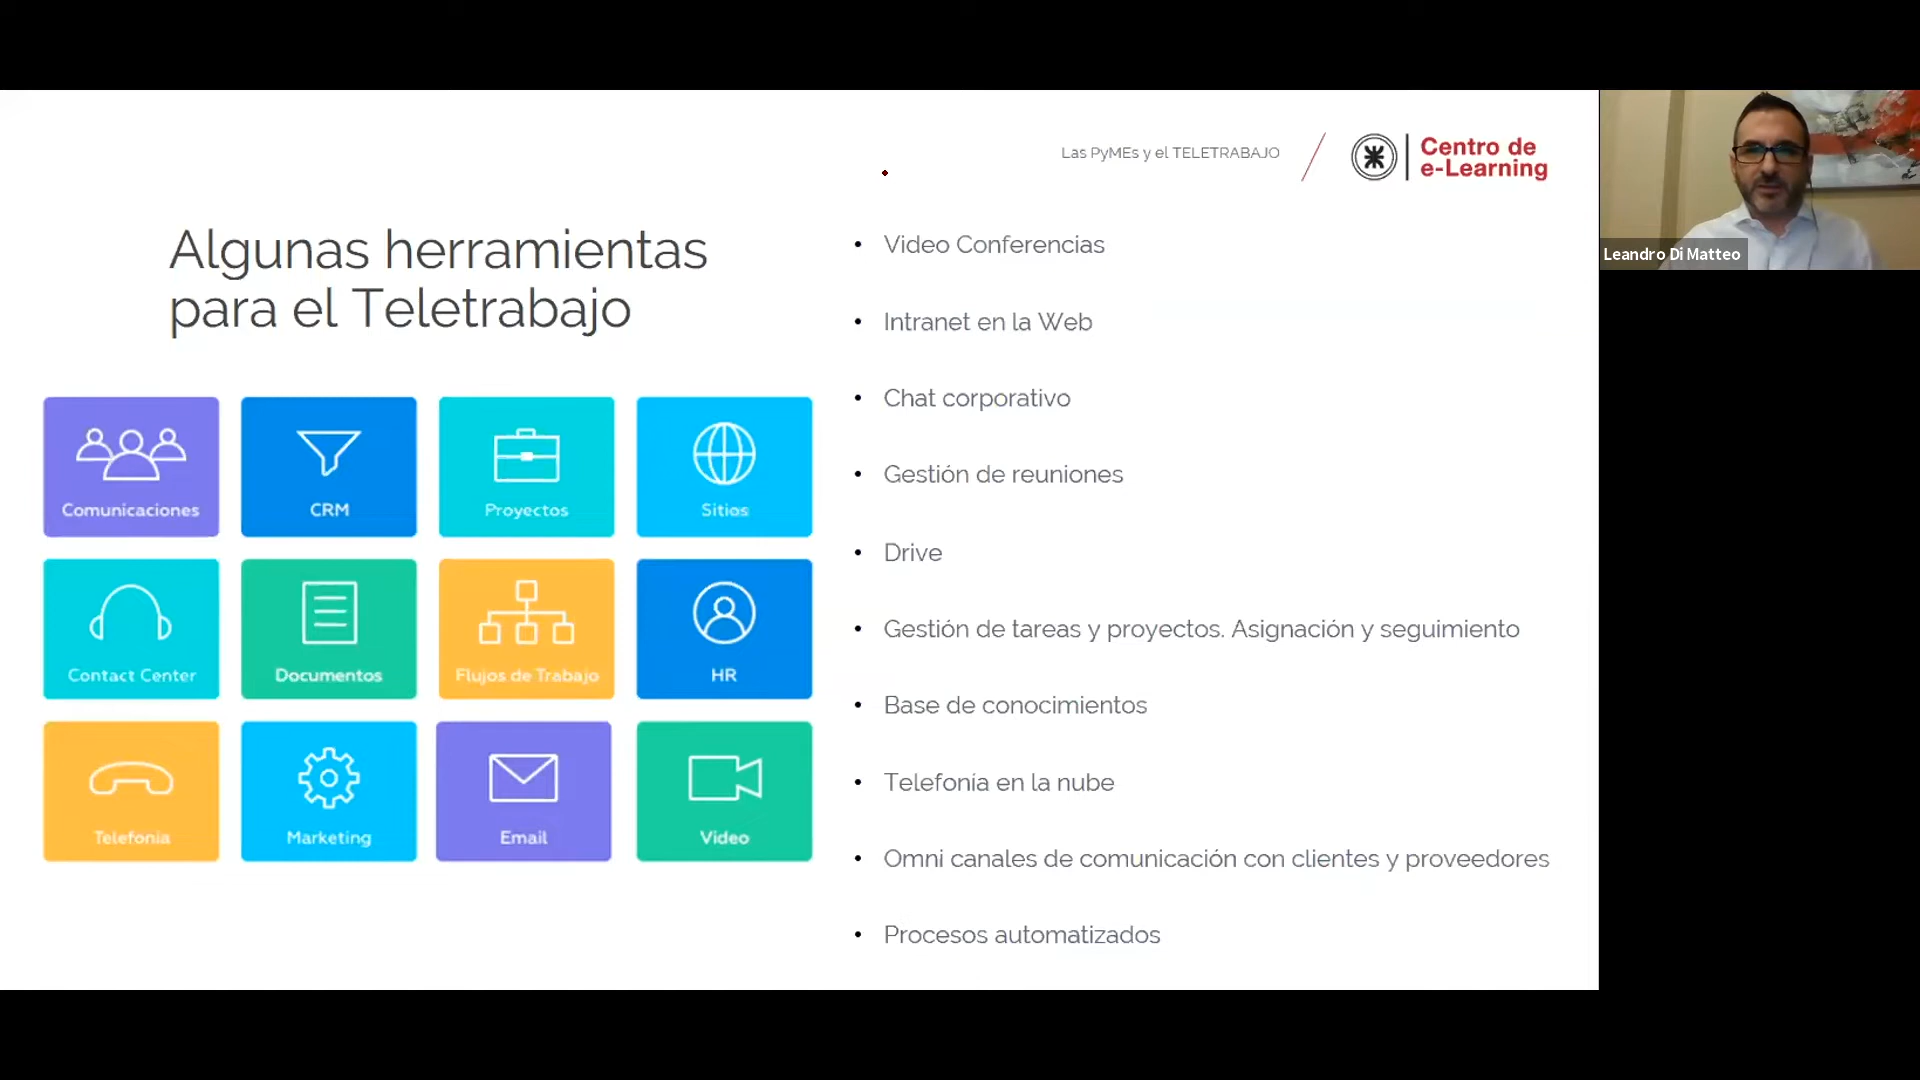 Las PyMEs y el TELETRABAJO
Centro de
e-Learning
Leandro Di Matteo
Algunas herramientas
para el Teletrabajo
Comunicaciones
CRM
Proyectos
Sitios
Contact Center
Documentos
Flujos de Trabajo
HR
Telefonia
Marketing
Email
Video
• Video Conferencias
• Intranet en la Web
• Chat corporativo
• Gestión de reuniones
• Drive
• Gestión de tareas y proyectos. Asignación y seguimiento
• Base de conocimientos
• Telefonía en la nube
• Omni canales de comunicación con clientes y proveedores
• Procesos automatizados